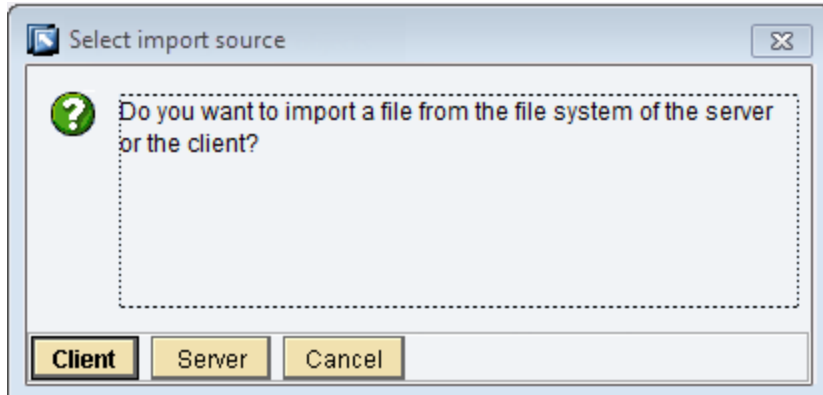 Select import source
Do you want to import a file from the file system of the server
or the client?
Client Server Cancel